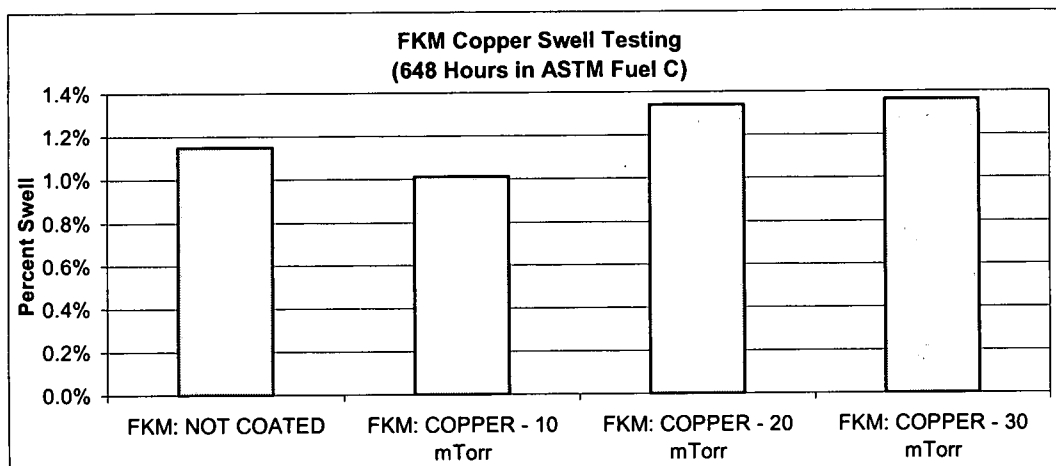 FKM Copper Swell Testing
(648 Hours in ASTM Fuel C)
Percent Swell
1.4%
1.2%
1.0%
0.8%
0.6%
0.4%
0.2%
0.0%
FKM: NOT COATED
FKM: COPPER - 10
mTorr
FKM: COPPER - 20
mTorr
FKM: COPPER - 30
mTorr